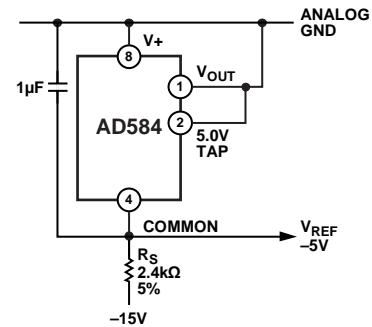 ANALOG
GND
8
V+
1µF
1
VOUT
AD584
2
5.0V
TAP
4
COMMON
VREF
–5V
RS
2.4kΩ
5%
–15V